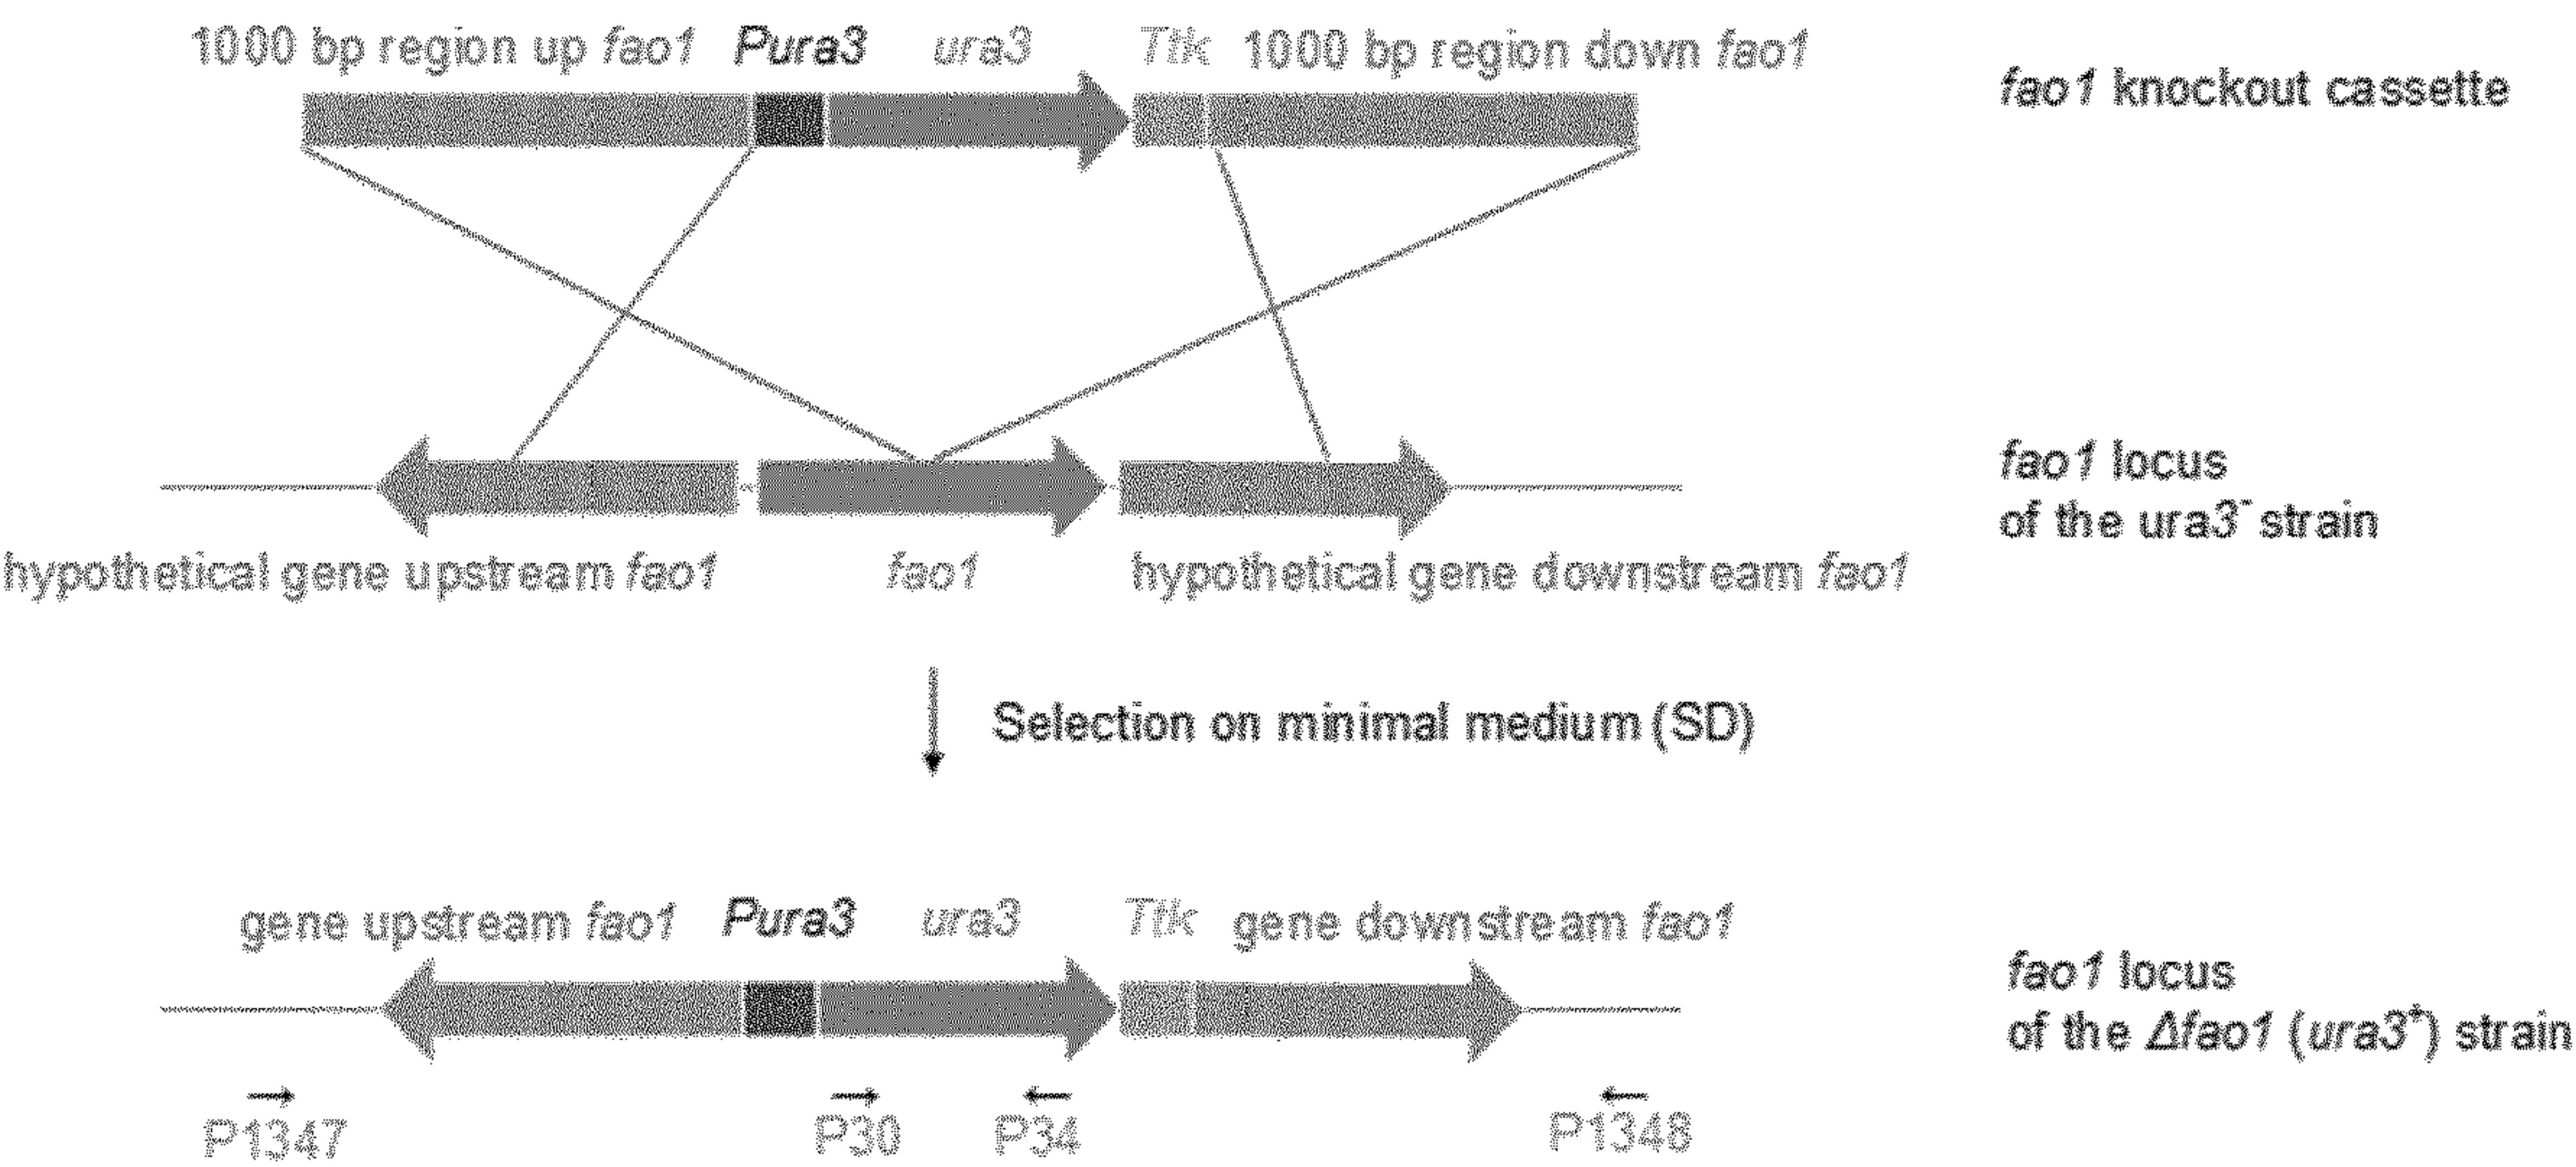 1000 bp region up fao1 Pura3 ura3 Ttk 1000 bp region down fao1
fao1 knockout cassette
fao1 locus
of the ura3⁻ strain
hypothetical gene upstream fao1 fao1 hypothetical gene downstream fao1
Selection on minimal medium (SD)
gene upstream fao1 Pura3 ura3 Ttk gene downstream fao1
fao1 locus
of the Δfao1 (ura3⁺) strain
P1347 P30 P34 P1348